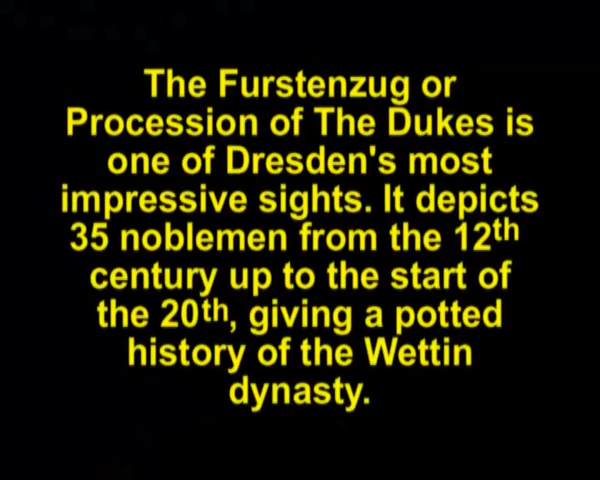 The Furstenzug or
Procession of The Dukes is
one of Dresden's most
impressive sights. It depicts
35 noblemen from the 12th
century up to the start of
the 20th, giving a potted
history of the Wettin
dynasty.